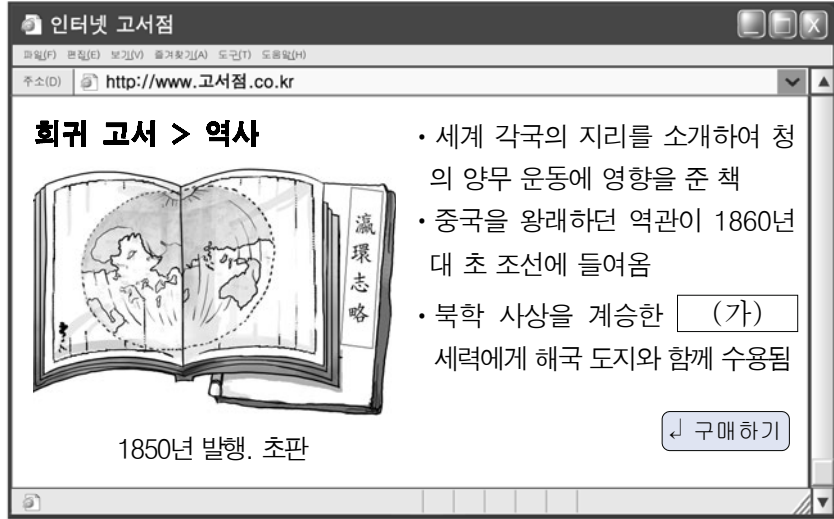 인터넷 고서점
파일(F) 편집(E) 보기(V) 즐겨찾기(A) 도구(T) 도움말(H)
주소(D) http://www.고서점.co.kr
희귀 고서 > 역사
瀛環志略
1850년 발행. 초판
• 세계 각국의 지리를 소개하여 청
의 양무 운동에 영향을 준 책
• 중국을 왕래하던 역관이 1860년
대 초 조선에 들여옴
• 북학 사상을 계승한 (가)
세력에게 해국 도지와 함께 수용됨
구매하기